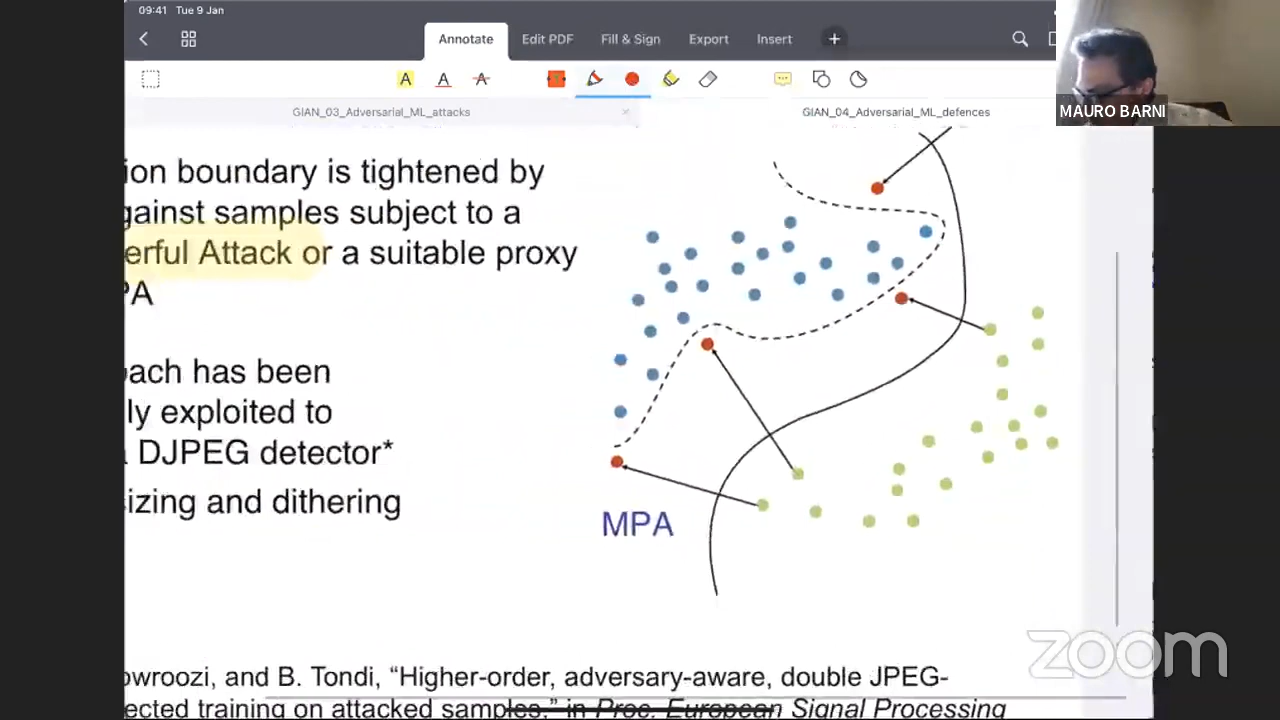 09:41 Tue 9 Jan
Annotate Edit PDF Fill & Sign Export Insert
A A A
GIAN_03_Adversarial_ML_attacks × GIAN_04_Adversarial_ML_defences
MAURO BARNI
ion boundary is tightened by
gainst samples subject to a
erful Attack or a suitable proxy
PA
ach has been
ly exploited to
DJPEG detector*
izing and dithering
MPA
owroozi, and B. Tondi, “Higher-order, adversary-aware, double JPEG-
ected training on attacked samples,” in Proc. European Signal Processing
zoom